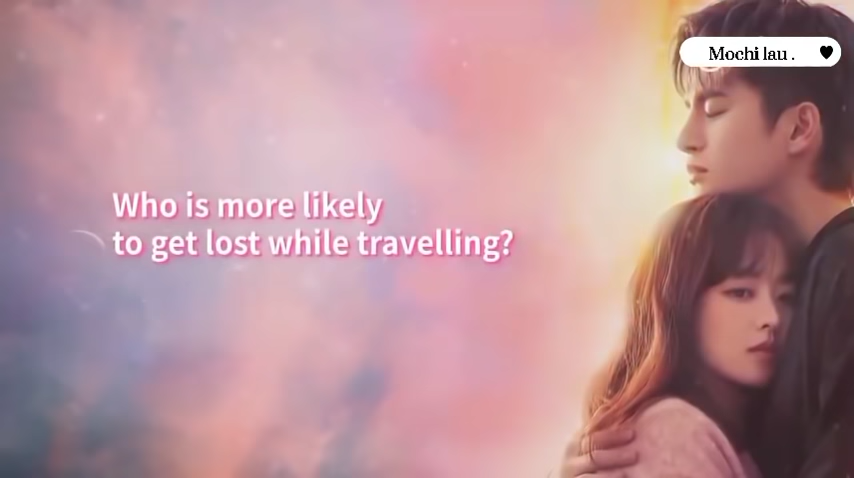 Mochi lau . ♥
Who is more likely
to get lost while travelling?